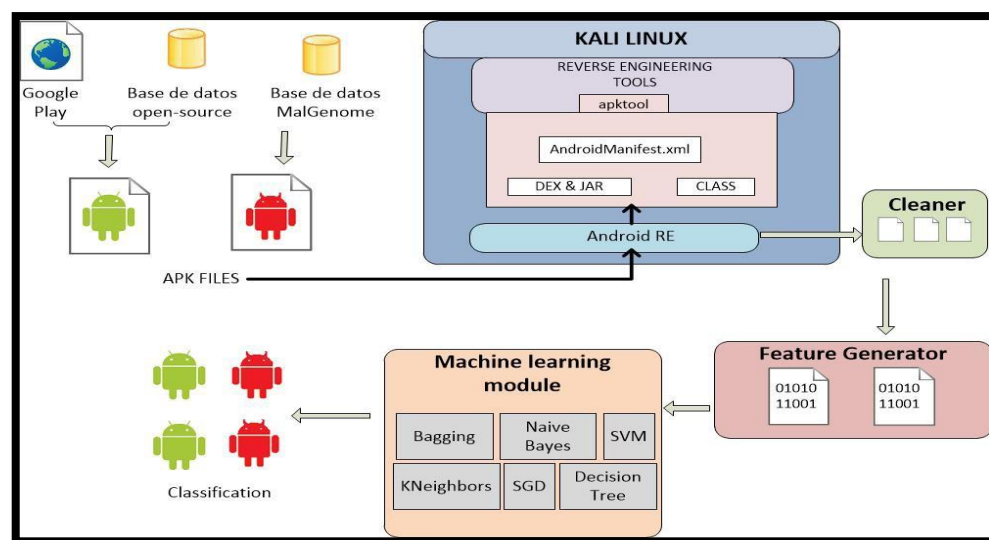 Google
Play
Base de datos
open-source
Base de datos
MalGenome
APK FILES
KALI LINUX
REVERSE ENGINEERING
TOOLS
apktool
AndroidManifest.xml
DEX & JAR
CLASS
Android RE
Cleaner
Feature Generator
01010
11001
01010
11001
Machine learning
module
Bagging
Naive
Bayes
SVM
KNeighbors
SGD
Decision
Tree
Classification